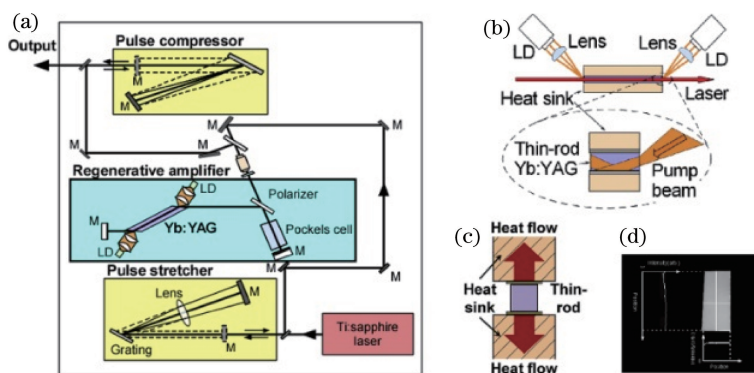 (a)
Output
Pulse compressor
M
M
M
M
M
M
M
Regenerative amplifier
LD
Polarizer
M
Yb:YAG
Pockels cell
LD
M
M
Pulse stretcher
Lens
M
M
Grating
M
Ti:sapphire
laser
(b)
LD
Lens
Lens
LD
Laser
Heat sink
Thin-rod
Yb:YAG
Pump
beam
(c)
Heat flow
Heat
sink
Thin-
rod
Heat flow
(d)
Position
Position